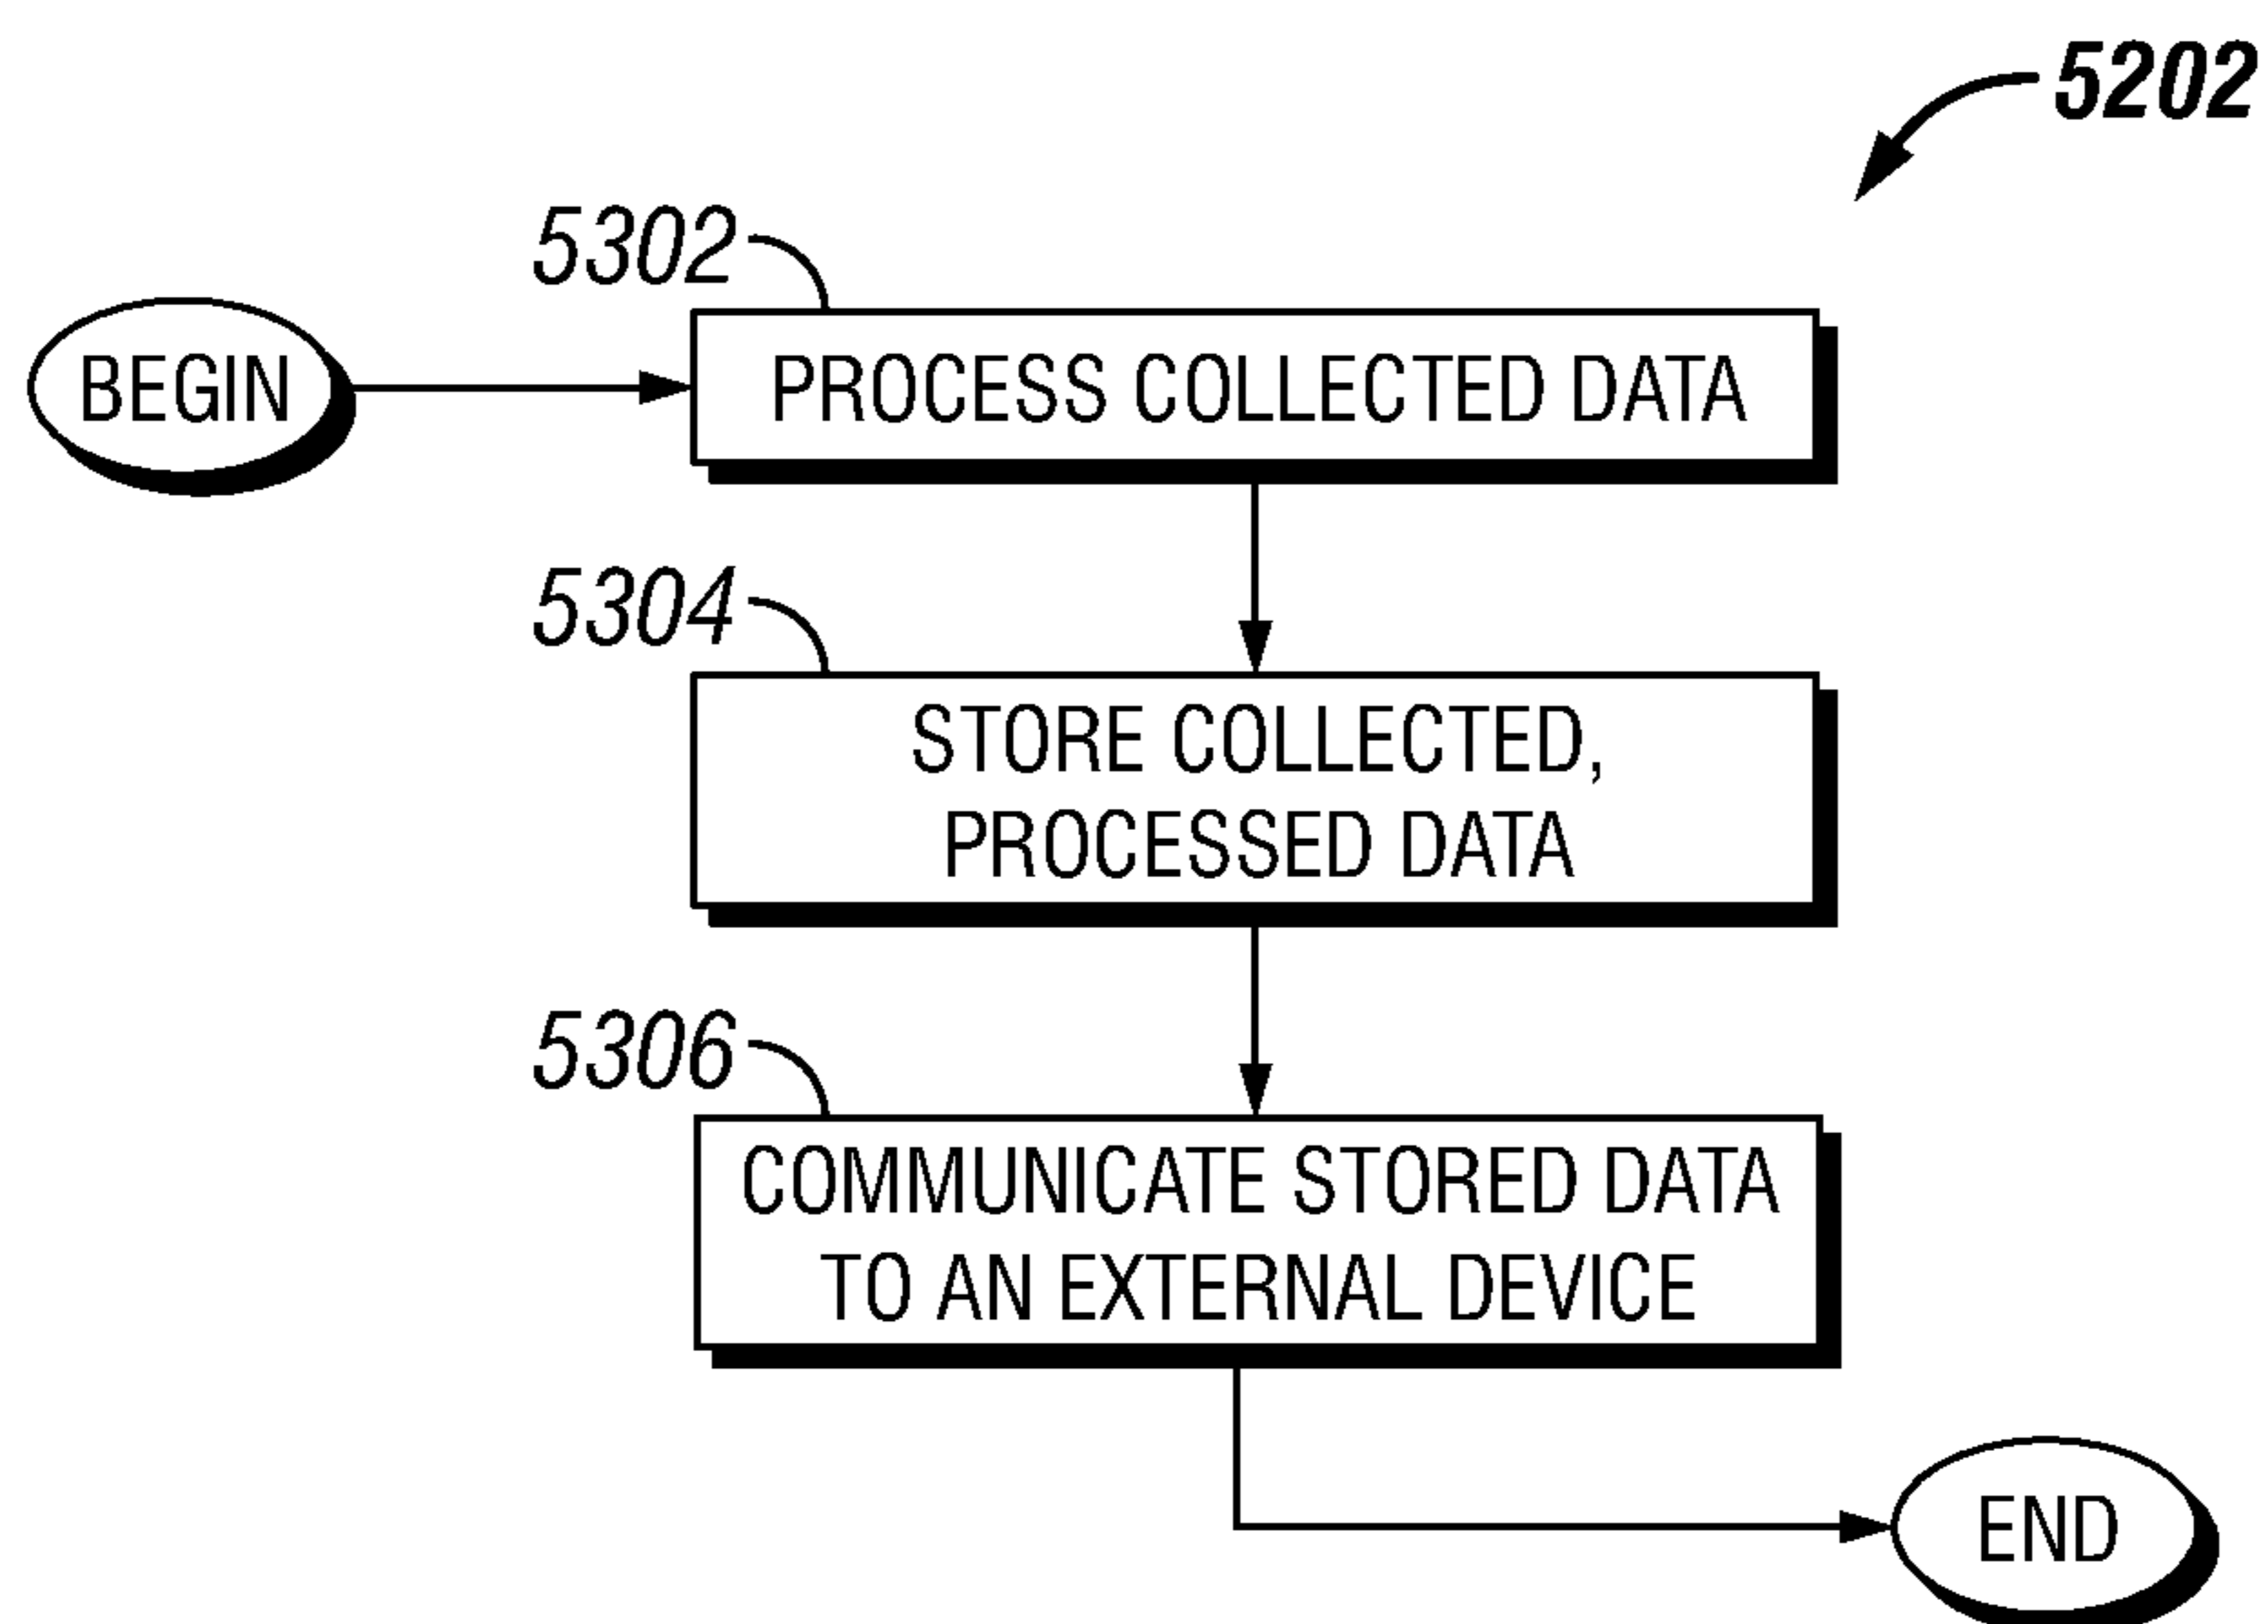 5202
5302
BEGIN
PROCESS COLLECTED DATA
5304
STORE COLLECTED,
PROCESSED DATA
5306
COMMUNICATE STORED DATA
TO AN EXTERNAL DEVICE
END